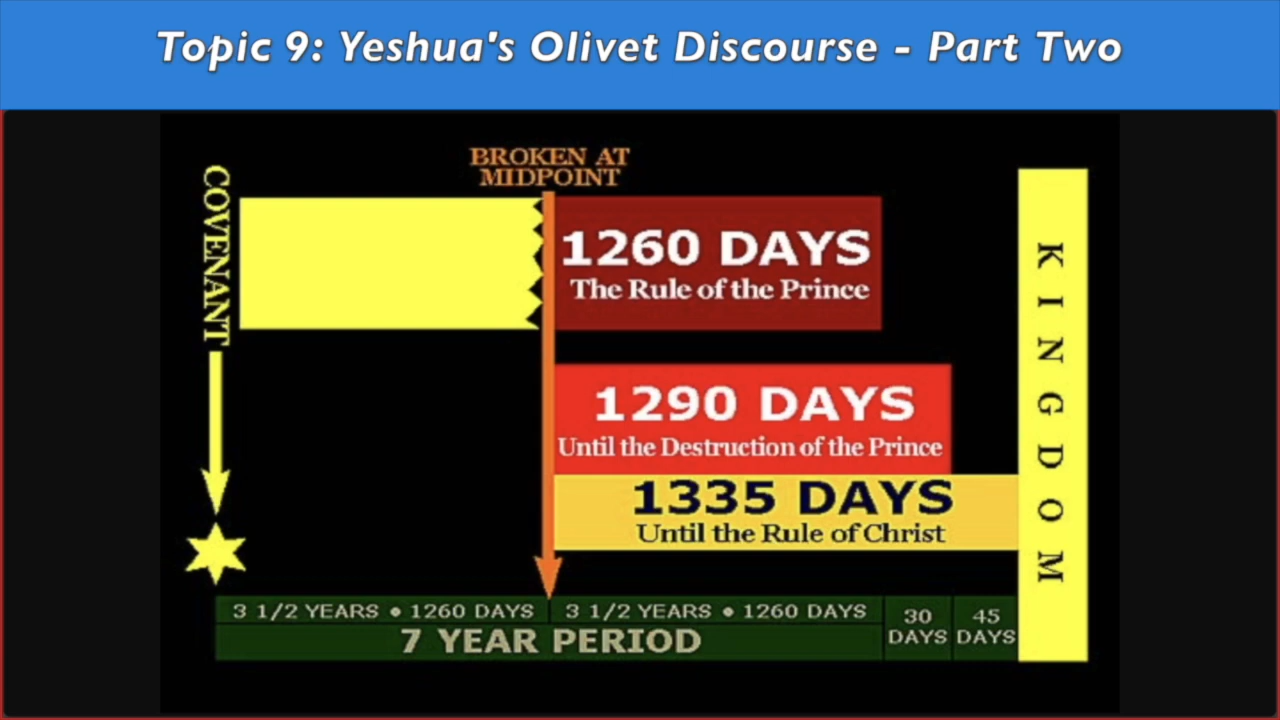 Topic 9: Yeshua's Olivet Discourse - Part Two
BROKEN AT
MIDPOINT
COVENANT
1260 DAYS
The Rule of the Prince
1290 DAYS
Until the Destruction of the Prince
1335 DAYS
Until the Rule of Christ
KINGDOM
3 1/2 YEARS • 1260 DAYS
3 1/2 YEARS • 1260 DAYS
30
DAYS
45
DAYS
7 YEAR PERIOD